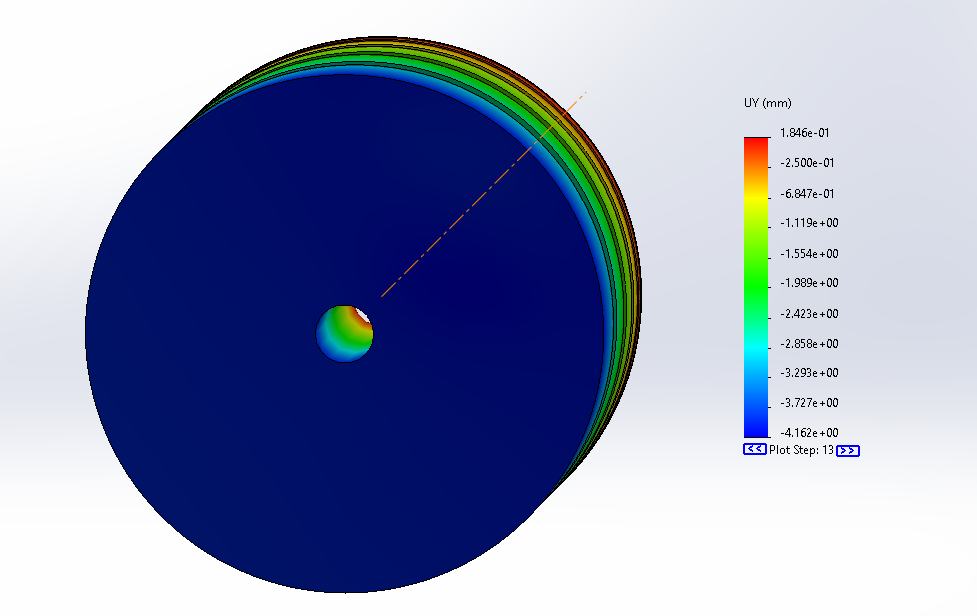 UY (mm)
1.846e-01
-2.500e-01
-6.847e-01
-1.119e+00
-1.554e+00
-1.989e+00
-2.423e+00
-2.858e+00
-3.293e+00
-3.727e+00
-4.162e+00
<< Plot Step: 13 >>